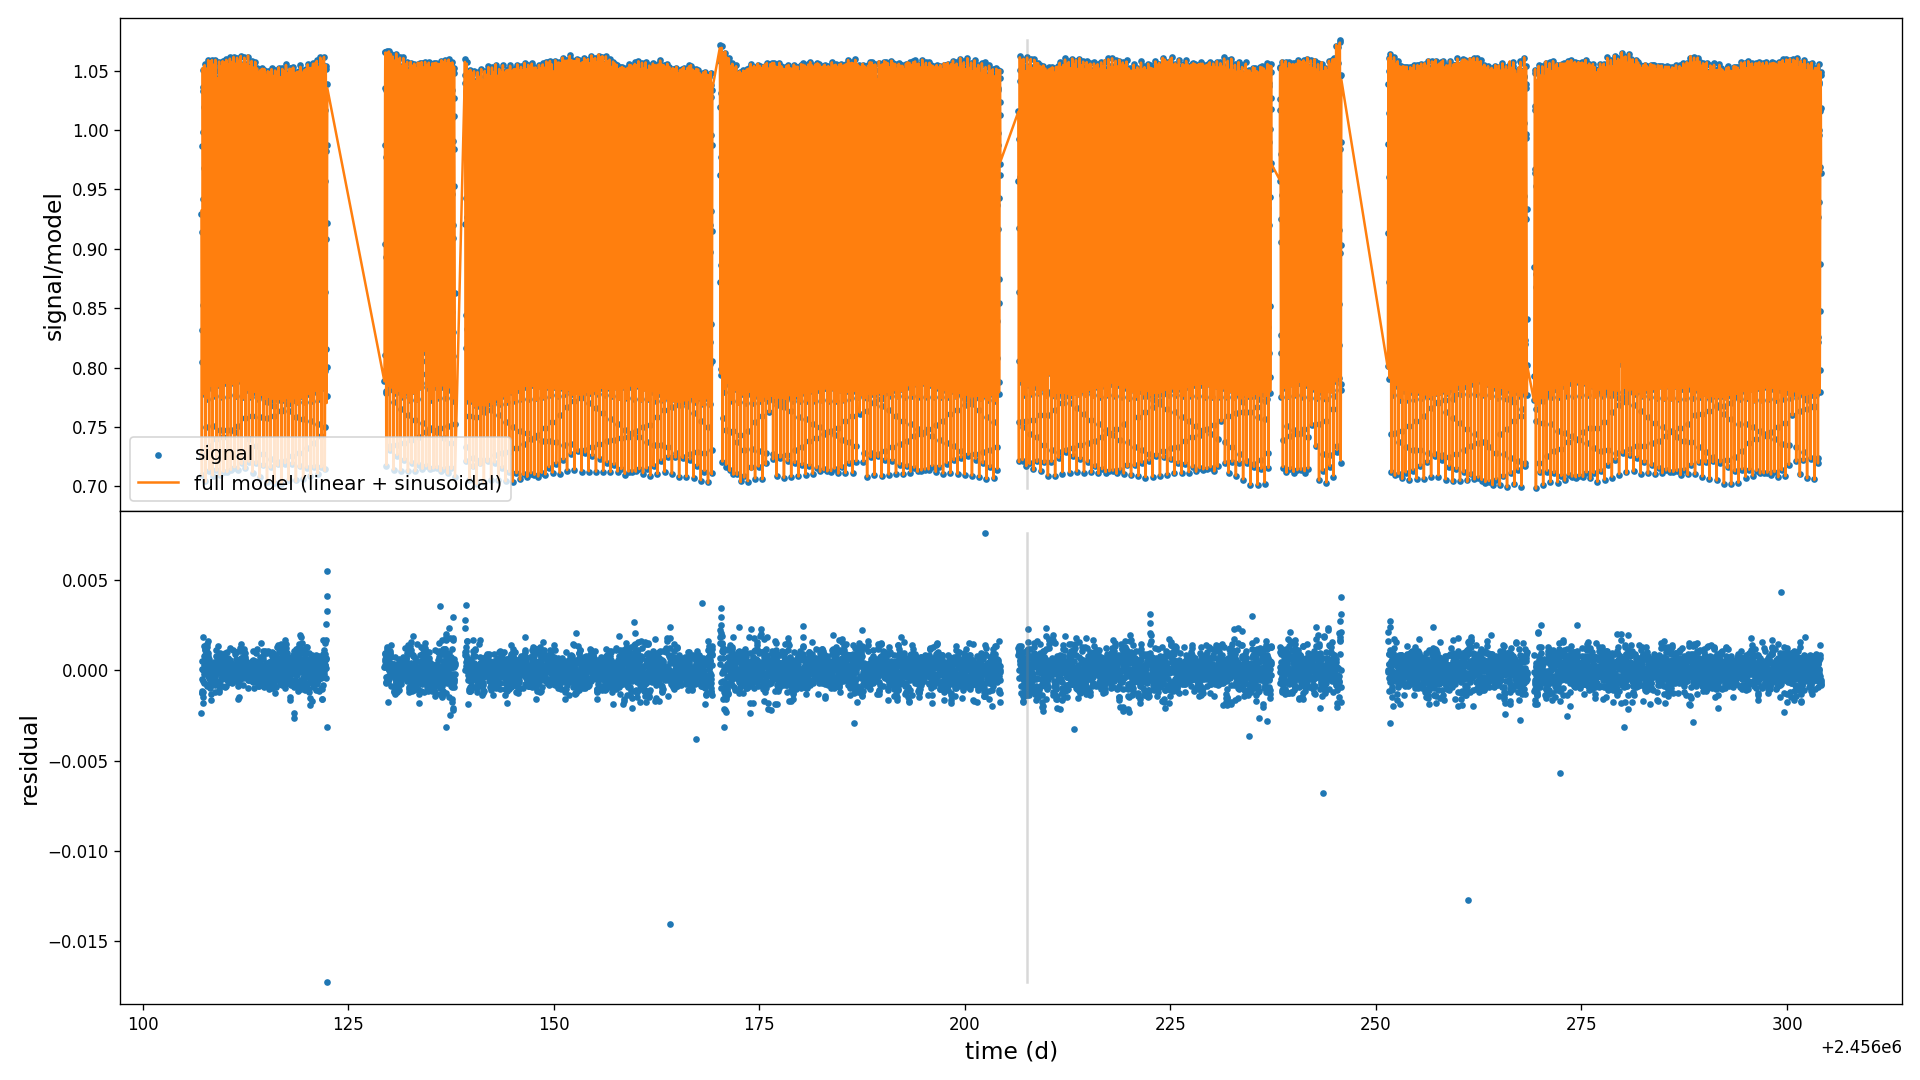 signal/model
1.05
1.00
0.95
0.90
0.85
0.80
0.75
0.70
signal
full model (linear + sinusoidal)
residual
0.005
0.000
−0.005
−0.010
−0.015
100 125 150 175 200 225 250 275 300
time (d)
+2.456e6